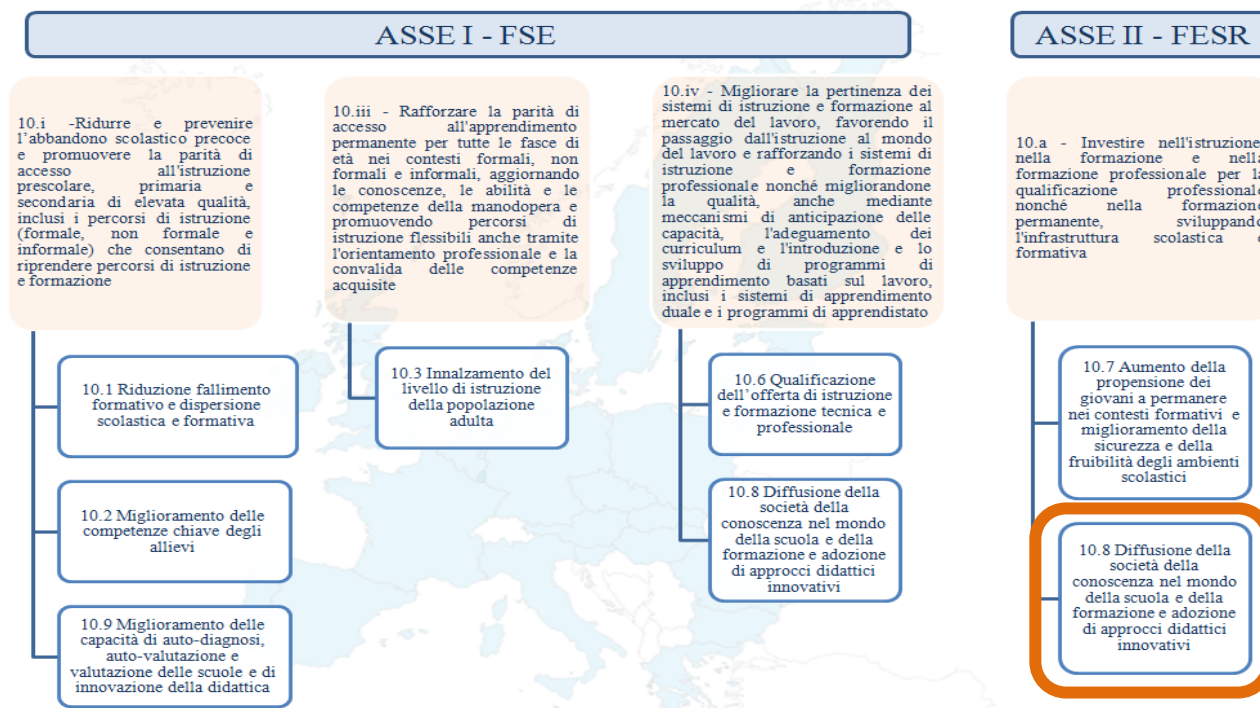 ASSE I - FSE
10.i -Ridurre e prevenire
l’abbandono scolastico precoce
e promuovere la parità di
accesso all'istruzione
prescolare, primaria e
secondaria di elevata qualità,
inclusi i percorsi di istruzione
(formale, non formale e
informale) che consentano di
riprendere percorsi di istruzione
e formazione
10.1 Riduzione fallimento
formativo e dispersione
scolastica e formativa
10.2 Miglioramento delle
competenze chiave degli
allievi
10.9 Miglioramento delle
capacità di auto-diagnosi,
auto-valutazione e
valutazione delle scuole e di
innovazione della didattica
10.iii - Rafforzare la parità di
accesso all'apprendimento
permanente per tutte le fasce di
età nei contesti formali, non
formali e informali, aggiornando
le conoscenze, le abilità e le
competenze della manodopera e
promuovendo percorsi di
istruzione flessibili anche tramite
l'orientamento professionale e la
convalida delle competenze
acquisite
10.3 Innalzamento del
livello di istruzione
della popolazione
adulta
10.iv - Migliorare la pertinenza dei
sistemi di istruzione e formazione al
mercato del lavoro, favorendo il
passaggio dall'istruzione al mondo
del lavoro e rafforzando i sistemi di
istruzione e formazione
professionale nonché migliorandone
la qualità, anche mediante
meccanismi di anticipazione delle
capacità, l'adeguamento dei
curriculum e l'introduzione e lo
sviluppo di programmi di
apprendimento basati sul lavoro,
inclusi i sistemi di apprendimento
duale e i programmi di apprendistato
10.6 Qualificazione
dell’offerta di istruzione
e formazione tecnica e
professionale
10.8 Diffusione della
società della
conoscenza nel mondo
della scuola e della
formazione e adozione
di approcci didattici
innovativi
ASSE II - FESR
10.a - Investire nell'istruzione
nella formazione e nella
formazione professionale per la
qualificazione professionale
nonché nella formazione
permanente, sviluppando
l'infrastruttura scolastica
formativa
10.7 Aumento della
propensione dei
giovani a permanere
nei contesti formativi e
miglioramento della
sicurezza e della
fruibilità degli ambienti
scolastici
10.8 Diffusione della
società della
conoscenza nel mondo
della scuola e della
formazione e adozione
di approcci didattici
innovativi